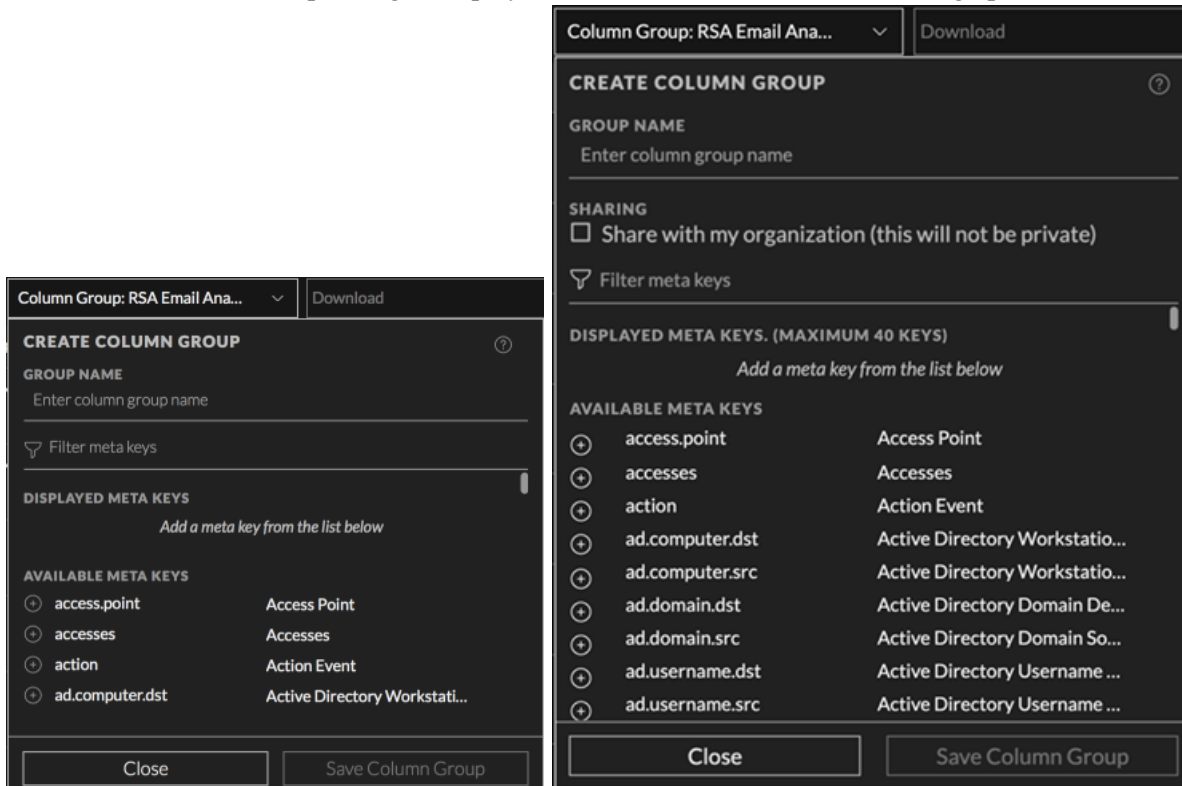 Column Group: RSA Email Ana...
Download
CREATE COLUMN GROUP
GROUP NAME
Enter column group name
Filter meta keys
DISPLAYED META KEYS
Add a meta key from the list below
AVAILABLE META KEYS
access.point Access Point
accesses Accesses
action Action Event
ad.computer.dst Active Directory Workstati...
Close
Save Column Group
Column Group: RSA Email Ana...
Download
CREATE COLUMN GROUP
GROUP NAME
Enter column group name
SHARING
Share with my organization (this will not be private)
Filter meta keys
DISPLAYED META KEYS. (MAXIMUM 40 KEYS)
Add a meta key from the list below
AVAILABLE META KEYS
access.point Access Point
accesses Accesses
action Action Event
ad.computer.dst Active Directory Workstatio...
ad.computer.src Active Directory Workstatio...
ad.domain.dst Active Directory Domain De...
ad.domain.src Active Directory Domain So...
ad.username.dst Active Directory Username ...
ad.username.src Active Directory Username ...
Close
Save Column Group